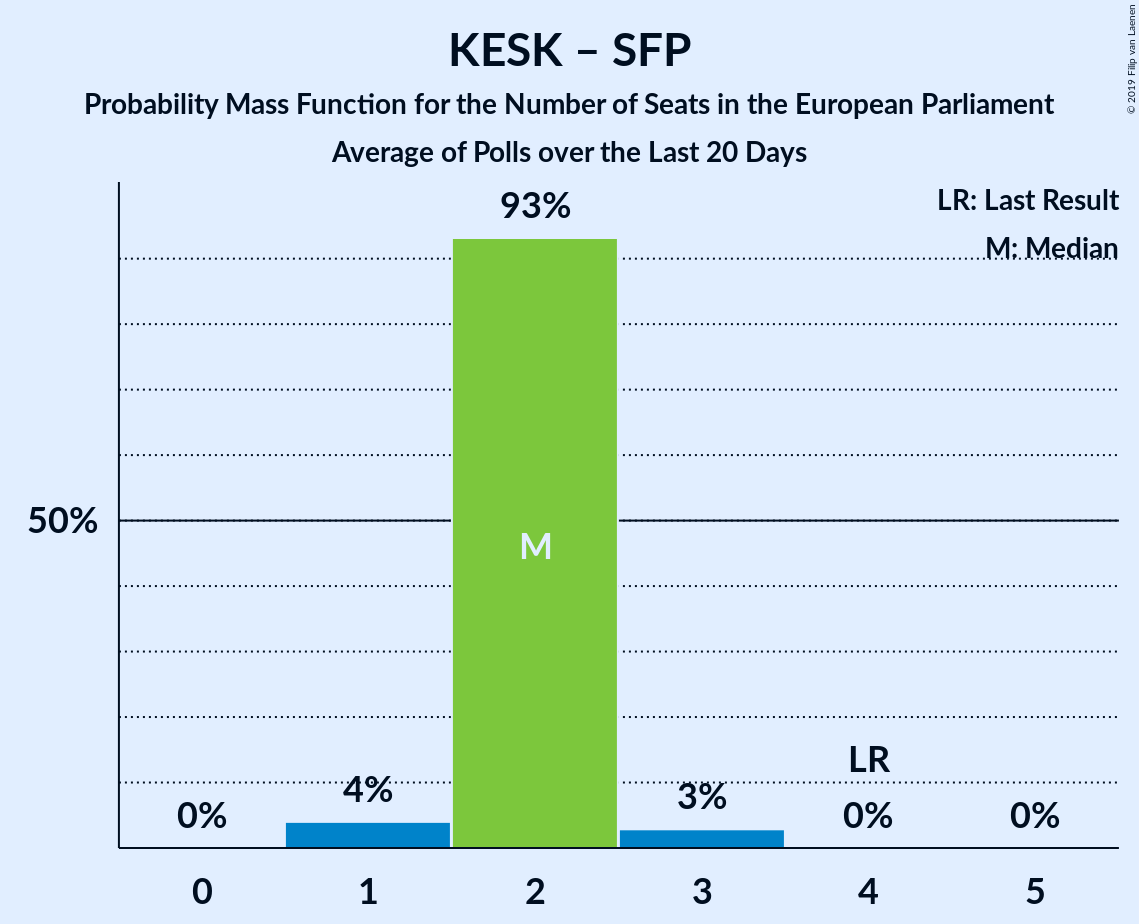 KESK – SFP
Probability Mass Function for the Number of Seats in the European Parliament
Average of Polls over the Last 20 Days
© 2019 Filip van Laenen
LR: Last Result
M: Median
93%
50%
M
LR
4%
3%
0%
0%
0%
0 1 2 3 4 5